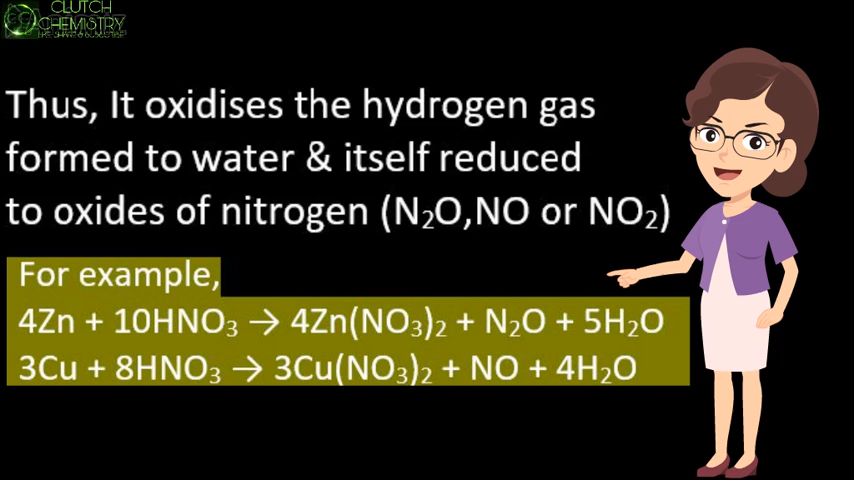 CLUTCH
CHEMISTRY
Thus, It oxidises the hydrogen gas
formed to water & itself reduced
to oxides of nitrogen (N₂O,NO or NO₂)
For example,
4Zn + 10HNO₃ → 4Zn(NO₃)₂ + N₂O + 5H₂O
3Cu + 8HNO₃ → 3Cu(NO₃)₂ + NO + 4H₂O